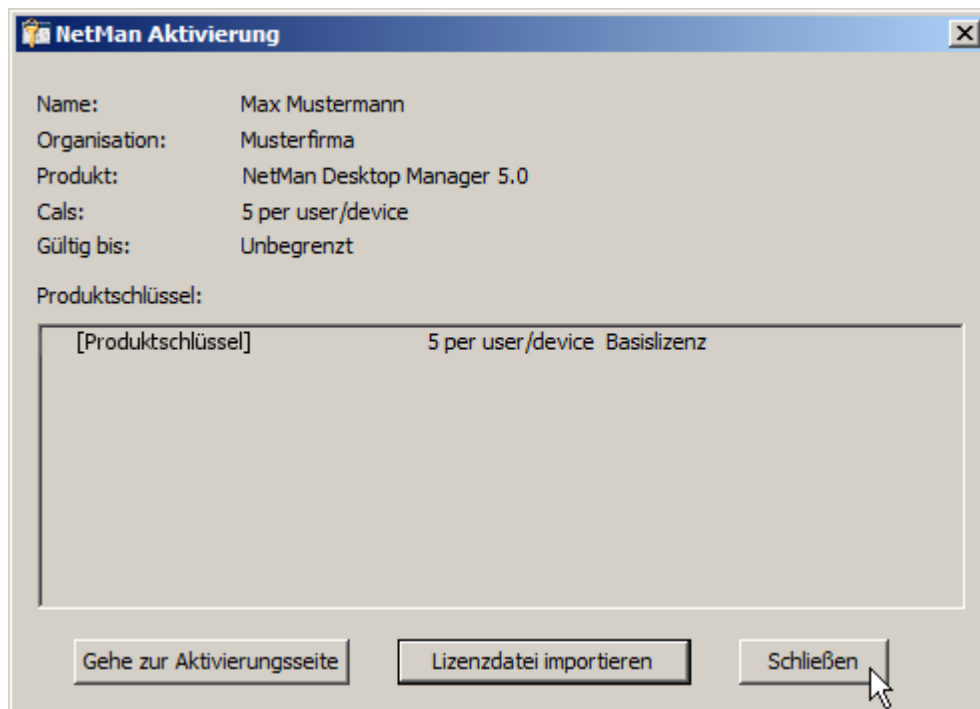 NetMan Aktivierung
Name: Max Mustermann
Organisation: Musterfirma
Produkt: NetMan Desktop Manager 5.0
Cals: 5 per user/device
Gültig bis: Unbegrenzt
Produktschlüssel:
[Produktschlüssel] 5 per user/device Basislizenz
Gehe zur Aktivierungsseite Lizenzdatei importieren Schließen